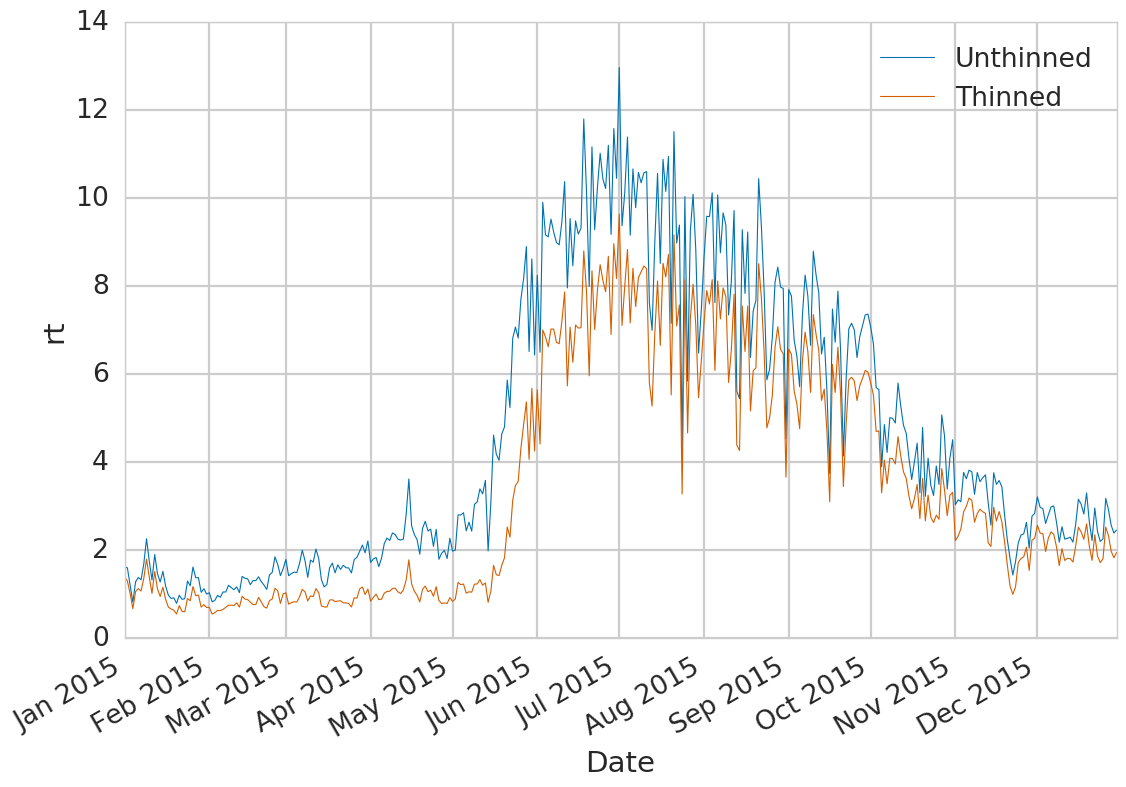 14
12
10
8
6
4
2
0
rt
Unthinned
Thinned
Jan 2015
Feb 2015
Mar 2015
Apr 2015
May 2015
Jun 2015
Jul 2015
Aug 2015
Sep 2015
Oct 2015
Nov 2015
Dec 2015
Date